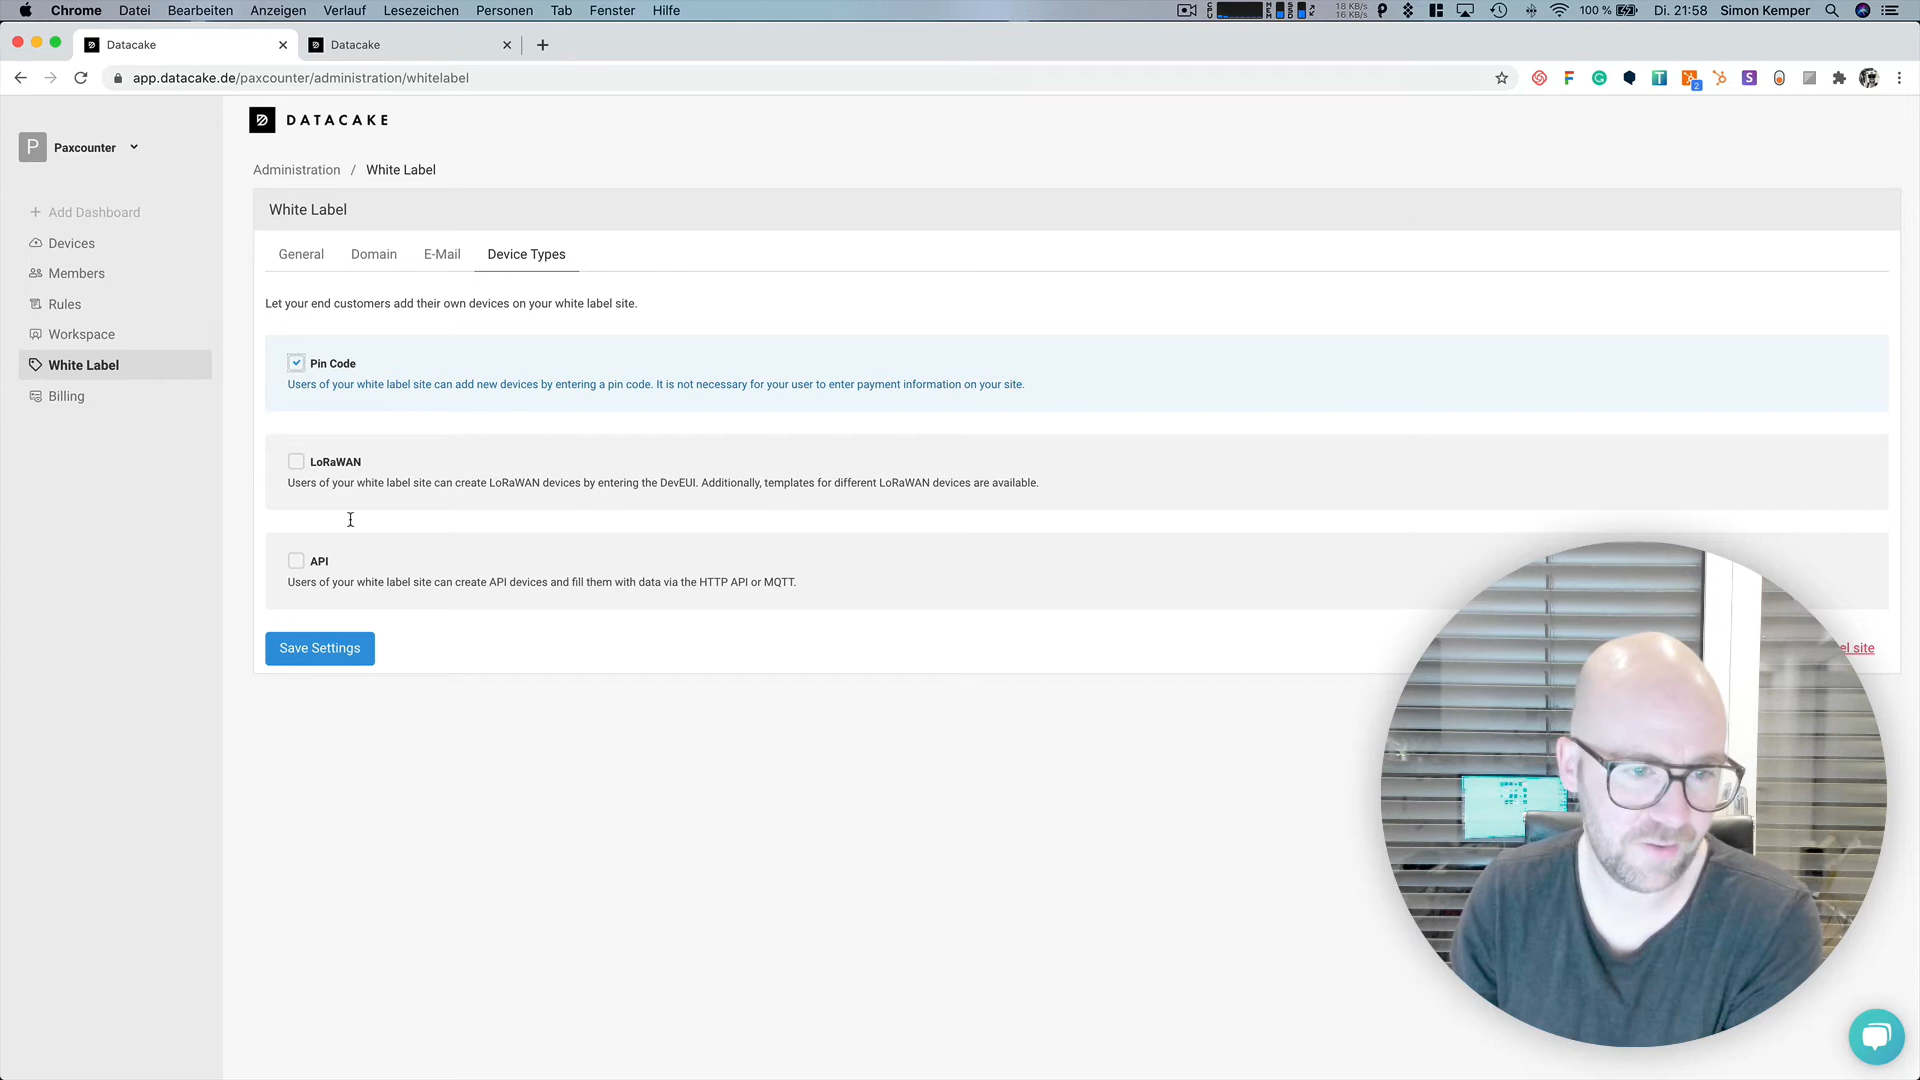 Chrome Datei Bearbeiten Anzeigen Verlauf Lesezeichen Personen Tab Fenster Hilfe 18 KB/s 16 KB/s 100 % Di. 21:58 Simon Kemper
Datacake Datacake
app.datacake.de/paxcounter/administration/whitelabel
DATACAKE
P Paxcounter
Administration / White Label
White Label
Add Dashboard
Devices
Members
Rules
Workspace
White Label
Billing
General Domain E-Mail Device Types
Let your end customers add their own devices on your white label site.
Pin Code
Users of your white label site can add new devices by entering a pin code. It is not necessary for your user to enter payment information on your site.
LoRaWAN
Users of your white label site can create LoRaWAN devices by entering the DevEUI. Additionally, templates for different LoRaWAN devices are available.
API
Users of your white label site can create API devices and fill them with data via the HTTP API or MQTT.
Save Settings
el site